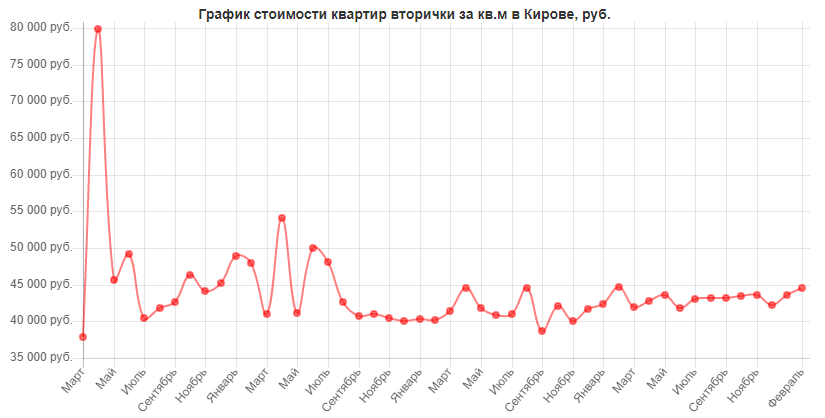 График стоимости квартир вторички за кв.м в Кирове, руб.
80 000 руб.
75 000 руб.
70 000 руб.
65 000 руб.
60 000 руб.
55 000 руб.
50 000 руб.
45 000 руб.
40 000 руб.
35 000 руб.
Март
Май
Июль
Сентябрь
Ноябрь
Январь
Март
Май
Июль
Сентябрь
Ноябрь
Январь
Март
Май
Июль
Сентябрь
Ноябрь
Январь
Март
Май
Июль
Сентябрь
Ноябрь
Февраль